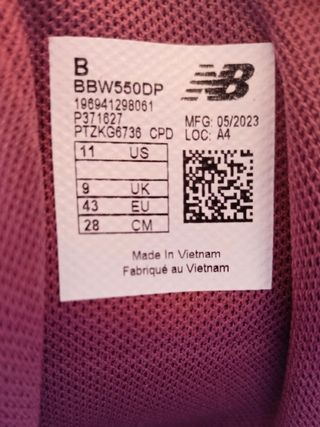 B
BBW550DP
196941298061
P371627
PTZKG6736 CPD
MFG: 05/2023
LOC: A4
11 US
9 UK
43 EU
28 CM
Made In Vietnam
Fabriqué au Vietnam